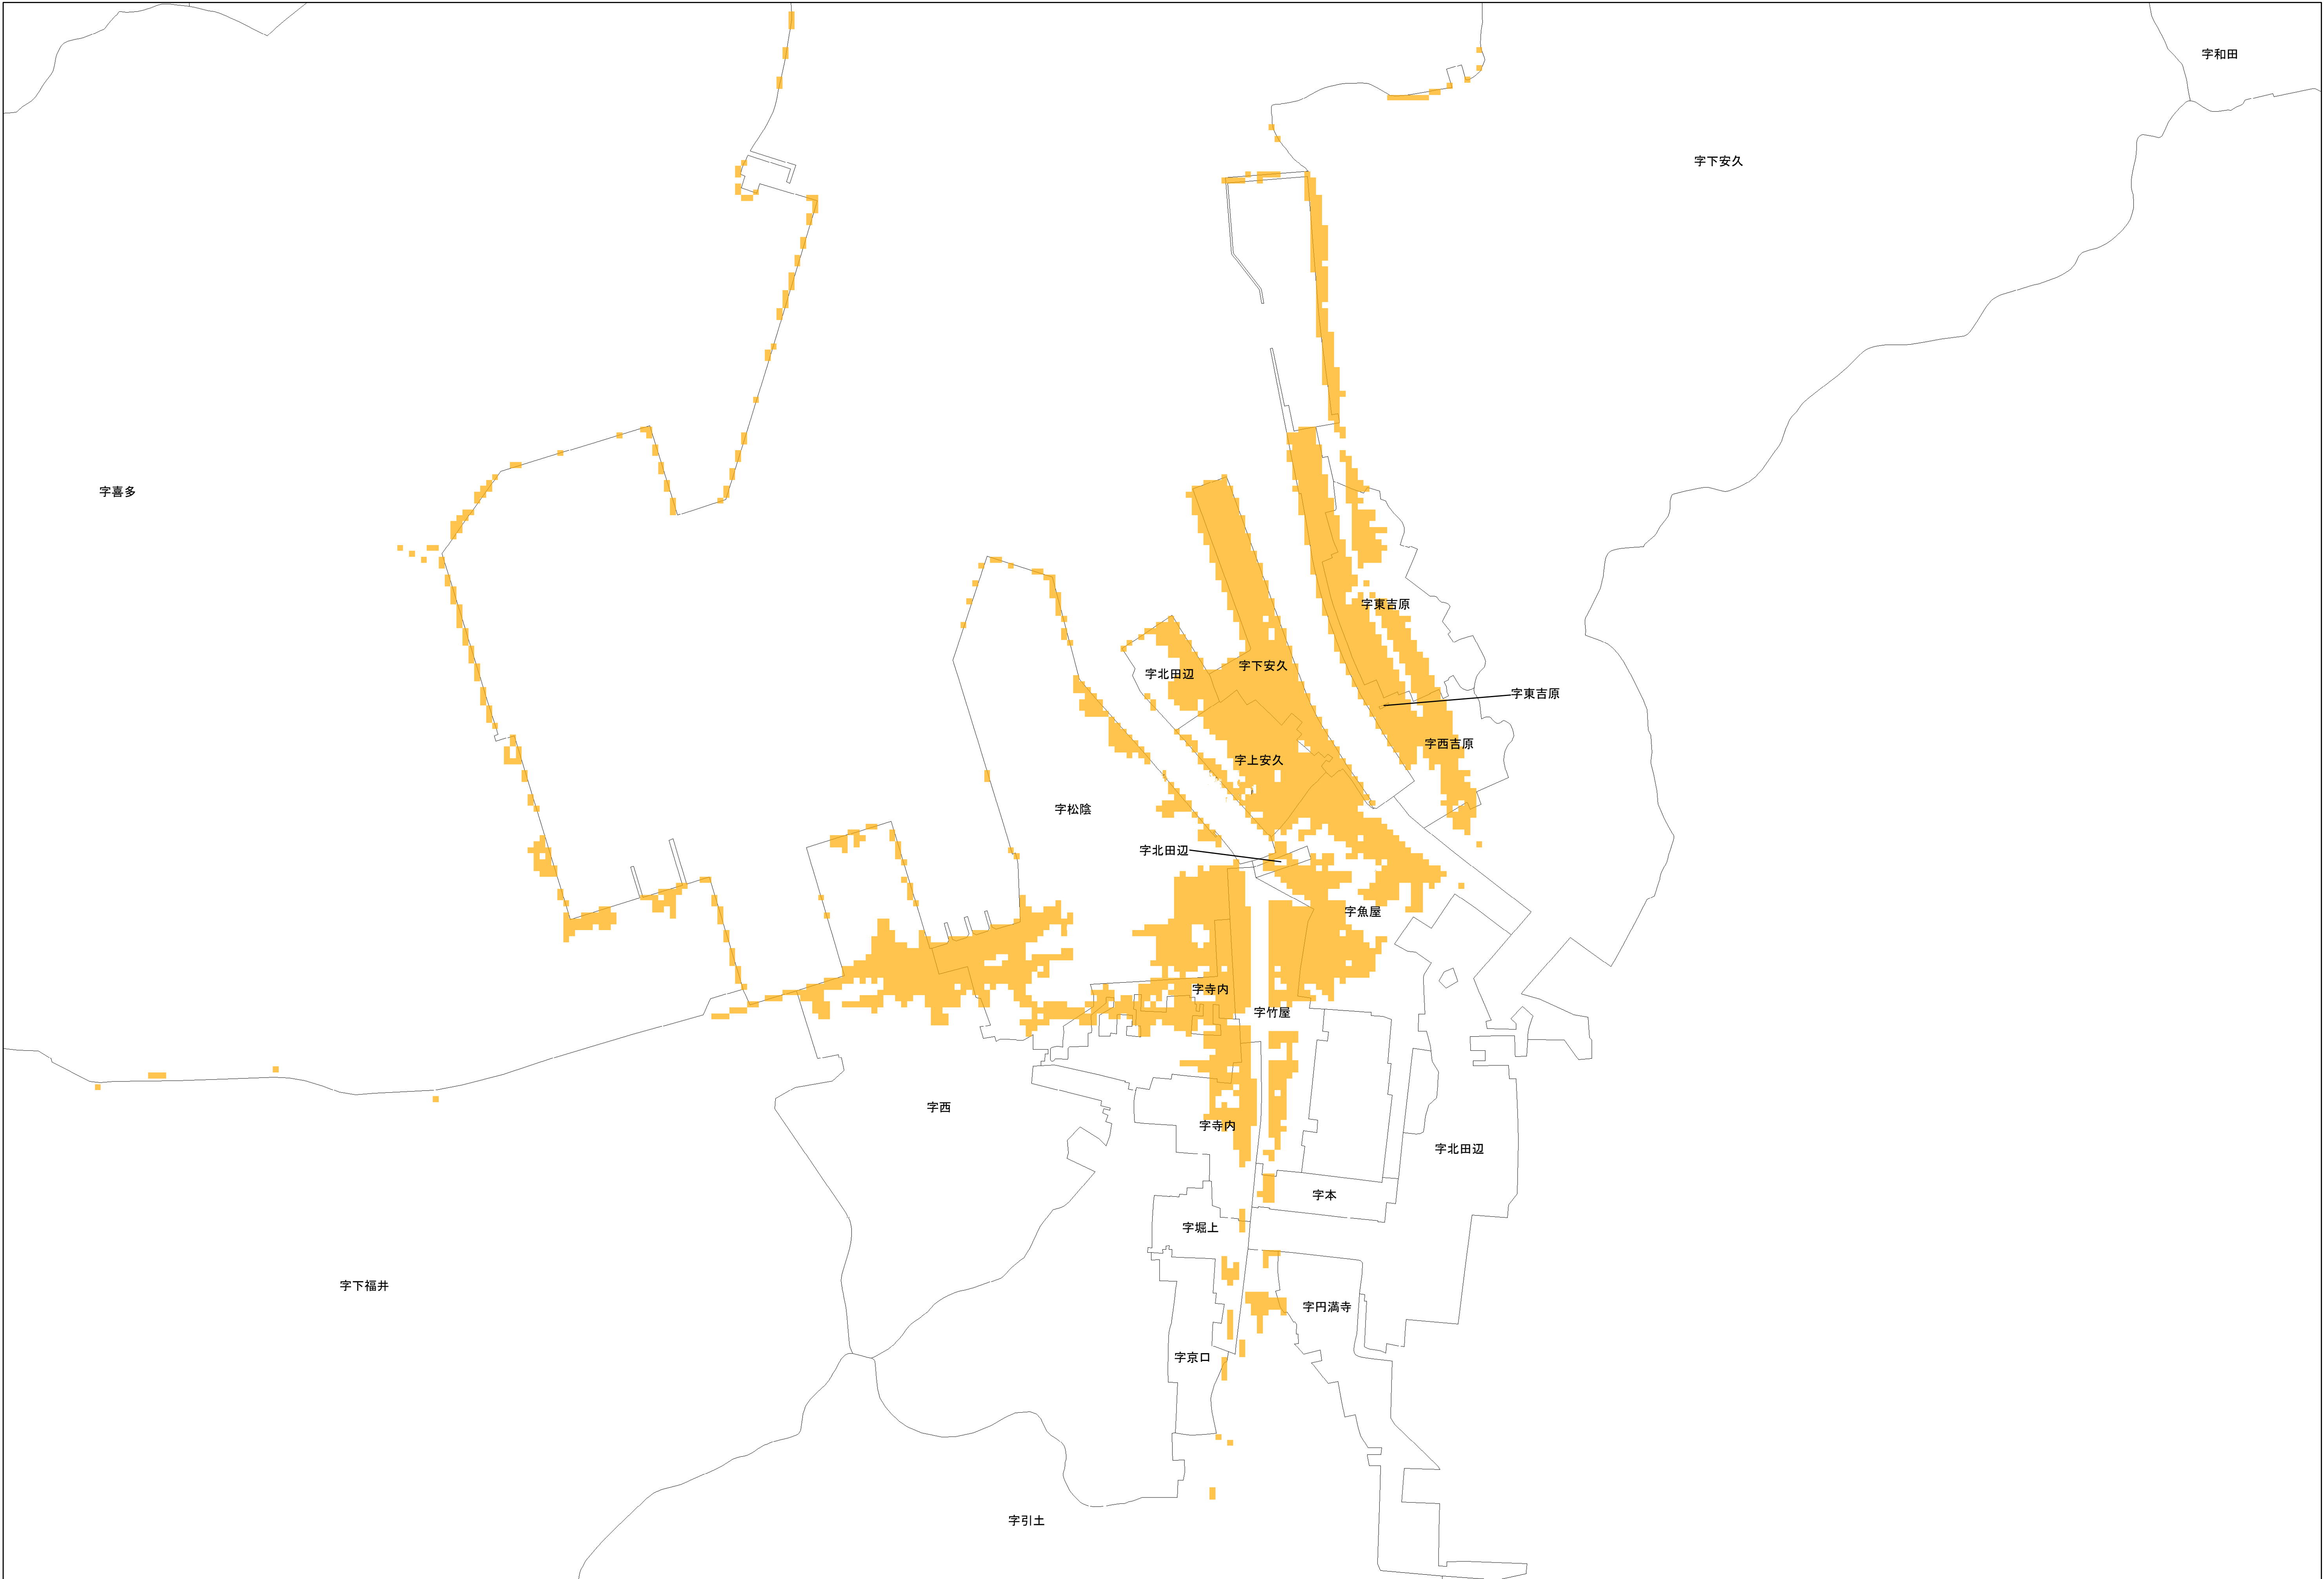 字和田
字下安久
字喜多
字東吉原
字下安久
字北田辺
字東吉原
字西吉原
字上安久
字松陰
字北田辺
字魚屋
字寺内
字竹屋
字西
字寺内
字北田辺
字本
字堀上
字下福井
字円満寺
字京口
字引土